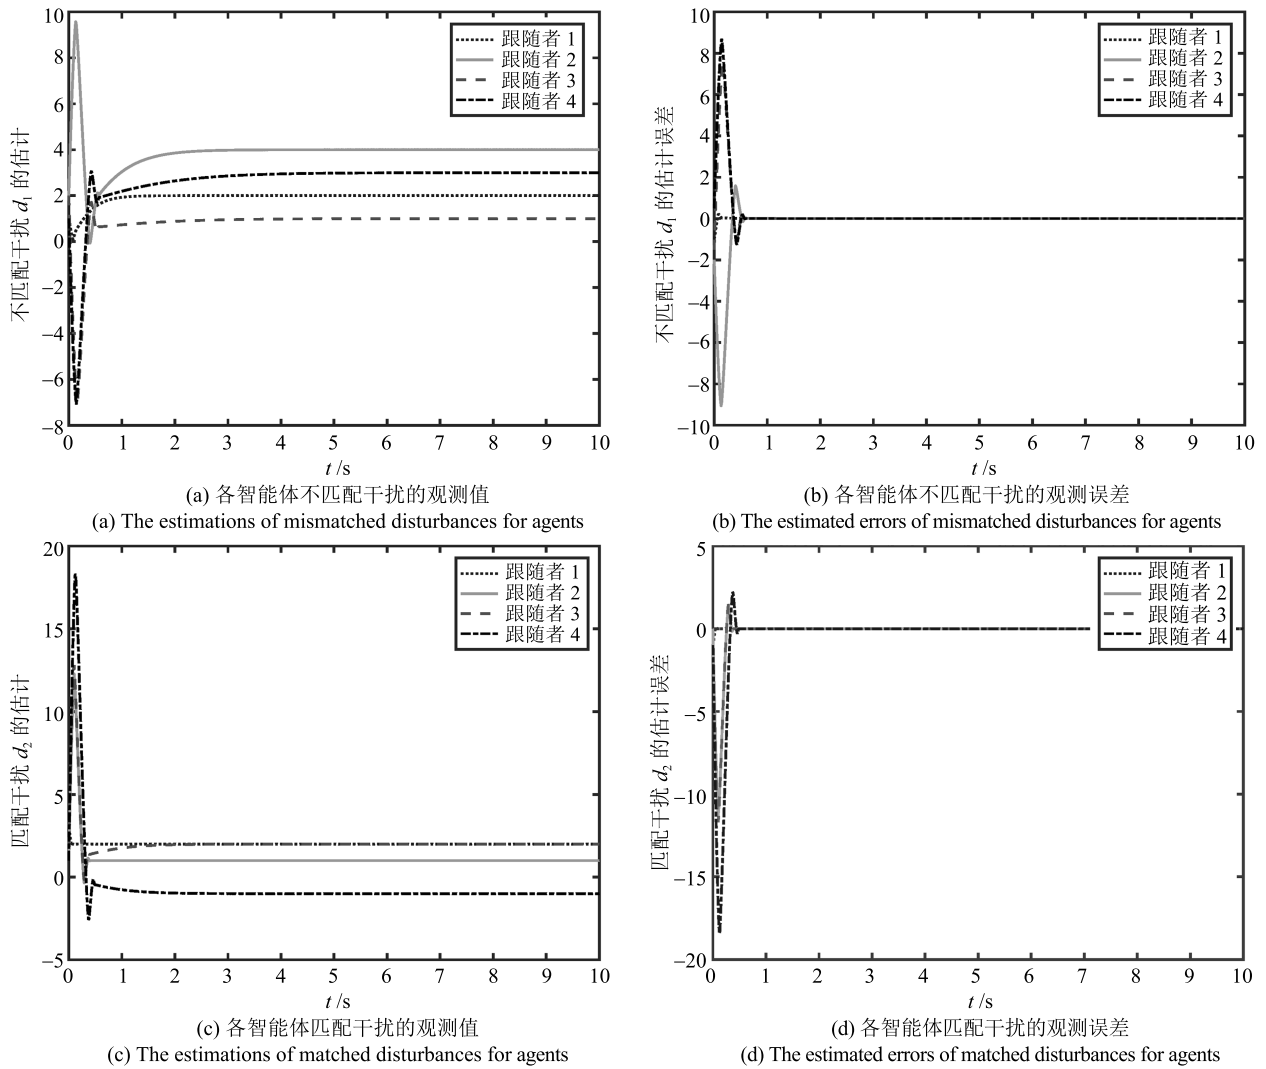 不匹配干扰 d1 的估计
10
8
6
4
2
0
−2
−4
−6
−8
跟随者 1
跟随者 2
跟随者 3
跟随者 4
0 1 2 3 4 5 6 7 8 9 10
t /s
(a) 各智能体不匹配干扰的观测值
(a) The estimations of mismatched disturbances for agents
不匹配干扰 d1 的估计误差
10
8
6
4
2
0
−2
−4
−6
−8
−10
跟随者 1
跟随者 2
跟随者 3
跟随者 4
0 1 2 3 4 5 6 7 8 9 10
t /s
(b) 各智能体不匹配干扰的观测误差
(b) The estimated errors of mismatched disturbances for agents
匹配干扰 d2 的估计
20
15
10
5
0
−5
跟随者 1
跟随者 2
跟随者 3
跟随者 4
0 1 2 3 4 5 6 7 8 9 10
t /s
(c) 各智能体匹配干扰的观测值
(c) The estimations of matched disturbances for agents
匹配干扰 d2 的估计误差
5
0
−5
−10
−15
−20
跟随者 1
跟随者 2
跟随者 3
跟随者 4
0 1 2 3 4 5 6 7 8 9 10
t /s
(d) 各智能体匹配干扰的观测误差
(d) The estimated errors of matched disturbances for agents